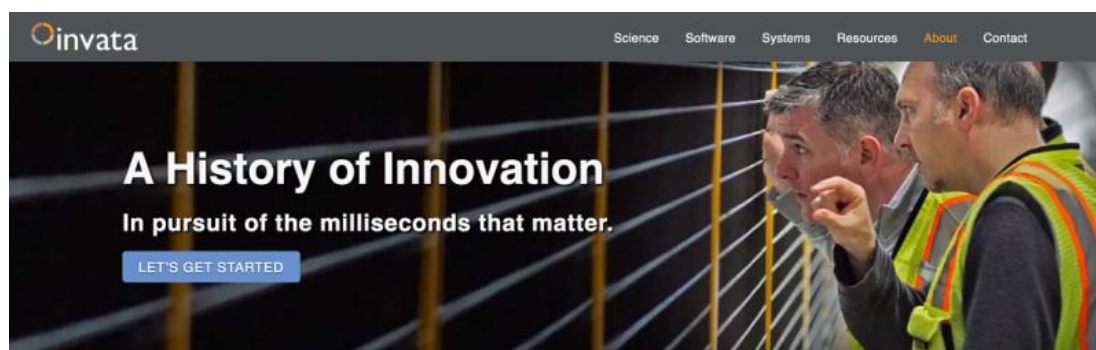 invata
Science Software Systems Resources About Contact
A History of Innovation
In pursuit of the milliseconds that matter.
LET'S GET STARTED